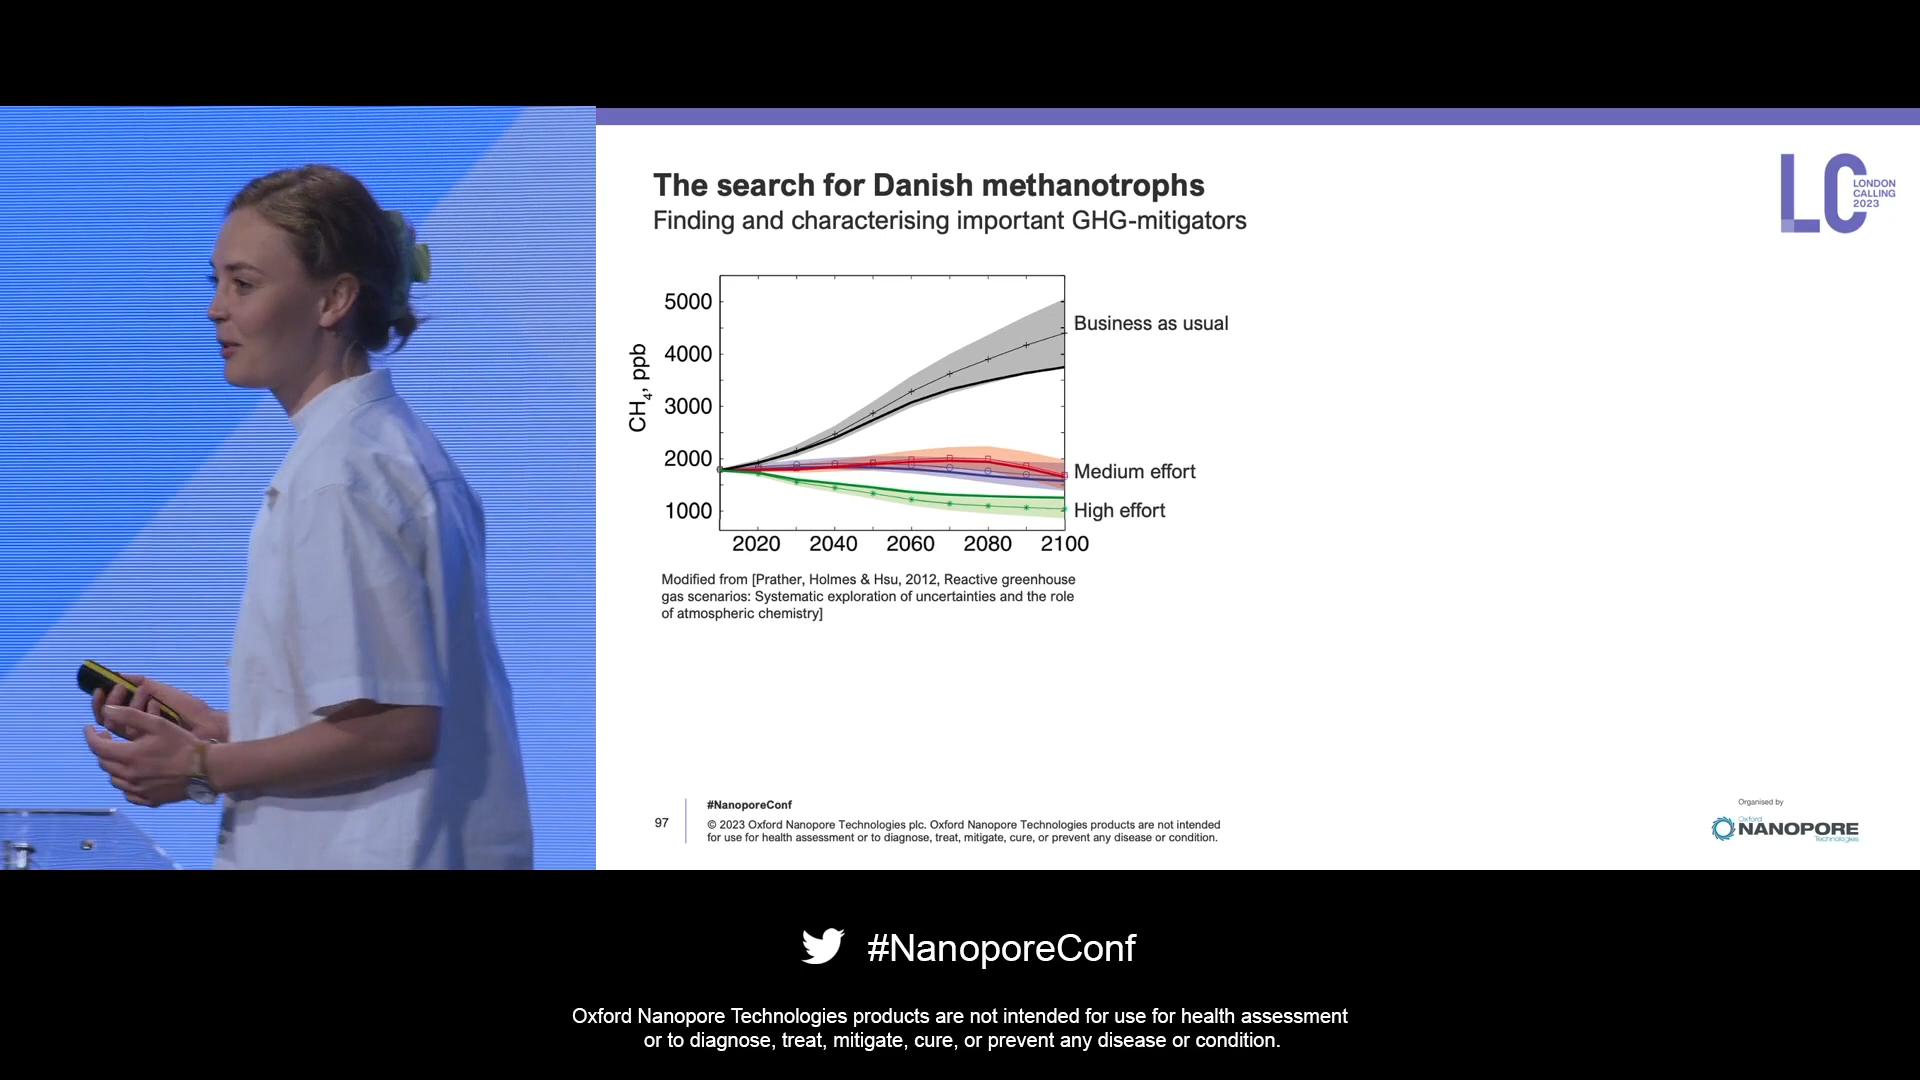 The search for Danish methanotrophs
Finding and characterising important GHG-mitigators
LC
LONDON
CALLING
2023
CH4, ppb
5000
4000
3000
2000
1000
2020 2040 2060 2080 2100
Business as usual
Medium effort
High effort
Modified from [Prather, Holmes & Hsu, 2012, Reactive greenhouse
gas scenarios: Systematic exploration of uncertainties and the role
of atmospheric chemistry]
97
#NanoporeConf
© 2023 Oxford Nanopore Technologies plc. Oxford Nanopore Technologies products are not intended
for use for health assessment or to diagnose, treat, mitigate, cure, or prevent any disease or condition.
Organised by
Oxford
NANOPORE
Technologies
#NanoporeConf
Oxford Nanopore Technologies products are not intended for use for health assessment
or to diagnose, treat, mitigate, cure, or prevent any disease or condition.